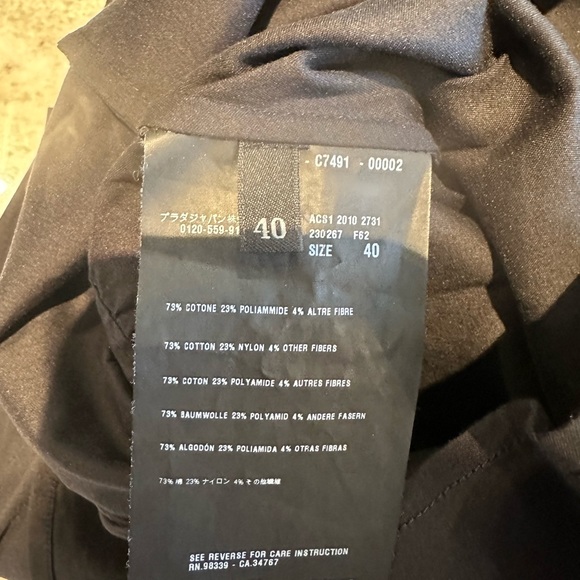 - C7491 - 00002
プラダジャパン株
0120-559-91
40
ACS1 2010 2731
230267 F62
SIZE 40
73% COTONE 23% POLIAMMIDE 4% ALTRE FIBRE
73% COTTON 23% NYLON 4% OTHER FIBERS
73% COTON 23% POLYAMIDE 4% AUTRES FIBRES
73% BAUMWOLLE 23% POLYAMID 4% ANDERE FASERN
73% ALGODÓN 23% POLIAMIDA 4% OTRAS FIBRAS
73% 綿 23% ナイロン 4% その他繊維
SEE REVERSE FOR CARE INSTRUCTION
RN.98339 - CA.34767